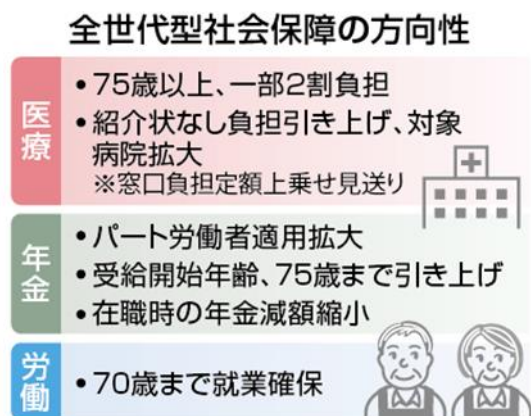 全世代型社会保障の方向性
医療
•75歳以上、一部2割負担
•紹介状なし負担引き上げ、対象
病院拡大
※窓口負担定額上乗せ見送り
年金
•パート労働者適用拡大
•受給開始年齢、75歳まで引き上げ
•在職時の年金減額縮小
労働
•70歳まで就業確保